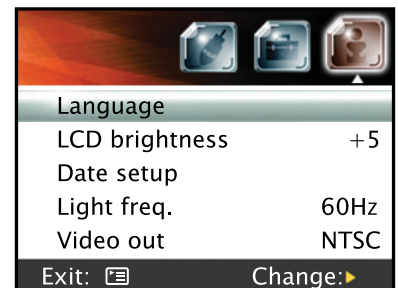 Language
LCD brightness +5
Date setup
Light freq. 60Hz
Video out NTSC
Exit: Change: